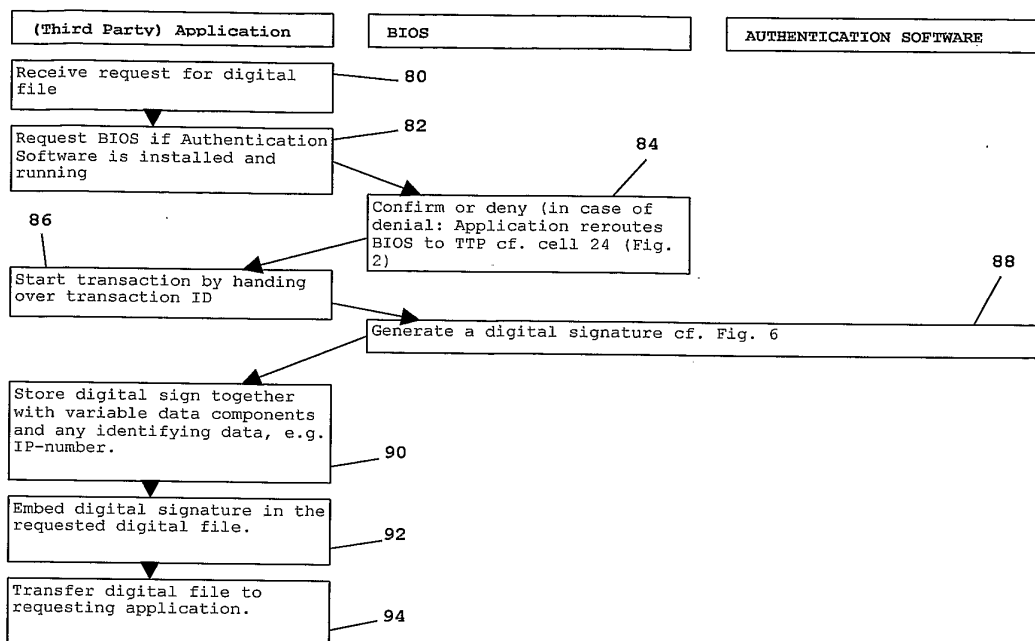 (Third Party) Application
BIOS
AUTHENTICATION SOFTWARE
Receive request for digital
file
80
Request BIOS if Authentication
Software is installed and
running
82
84
Confirm or deny (in case of
denial: Application reroutes
BIOS to TTP cf. cell 24 (Fig.
2)
86
Start transaction by handing
over transaction ID
88
Generate a digital signature cf. Fig. 6
Store digital sign together
with variable data components
and any identifying data, e.g.
IP-number.
90
Embed digital signature in the
requested digital file.
92
Transfer digital file to
requesting application.
94